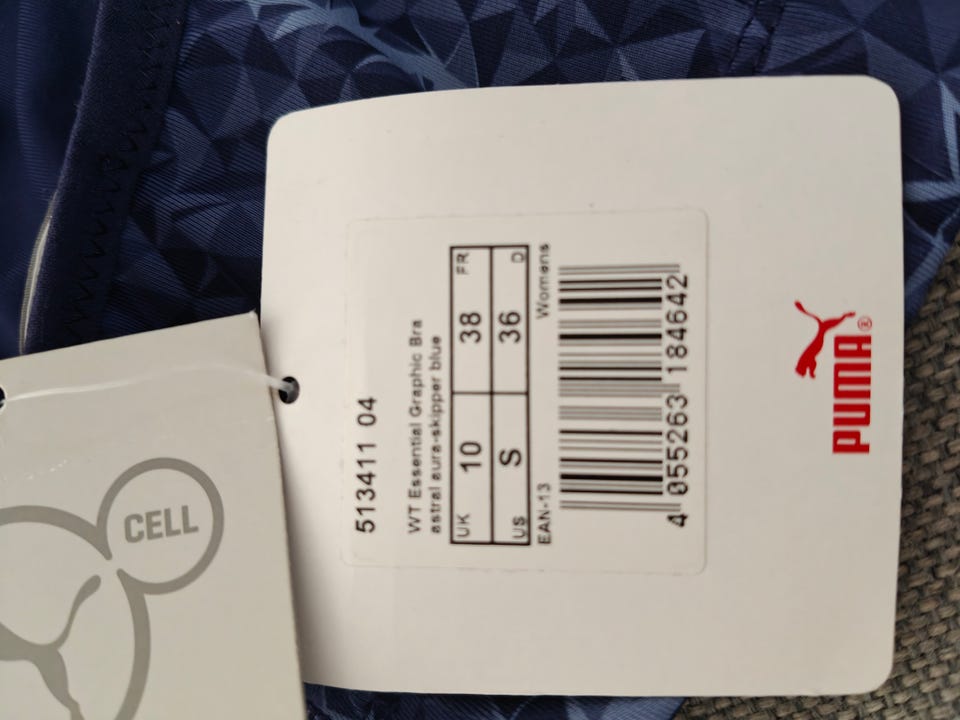 513411 04
WT Essential Graphic Bra
astral aura-skipper blue
UK 10 38 FR
US S 36 D
EAN-13 Womens
4 055263 184642
PUMA®
CELL